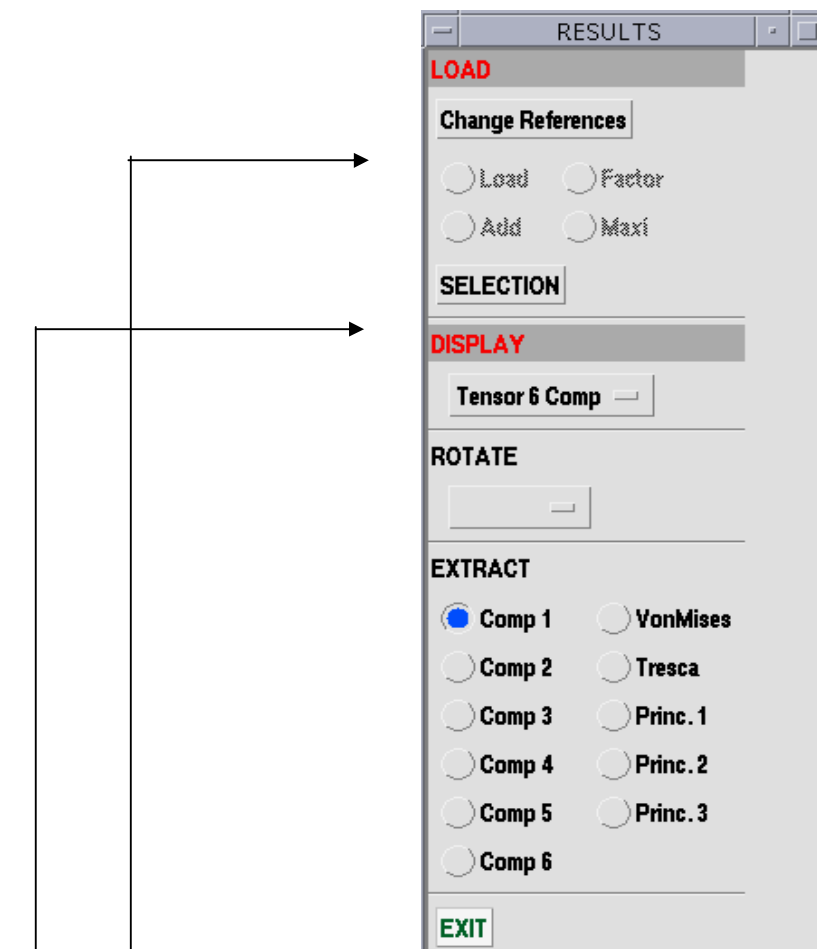 RESULTS
LOAD
Change References
Load Factor
Add Maxi
SELECTION
DISPLAY
Tensor 6 Comp
ROTATE
EXTRACT
Comp 1 VonMises
Comp 2 Tresca
Comp 3 Princ. 1
Comp 4 Princ. 2
Comp 5 Princ. 3
Comp 6
EXIT